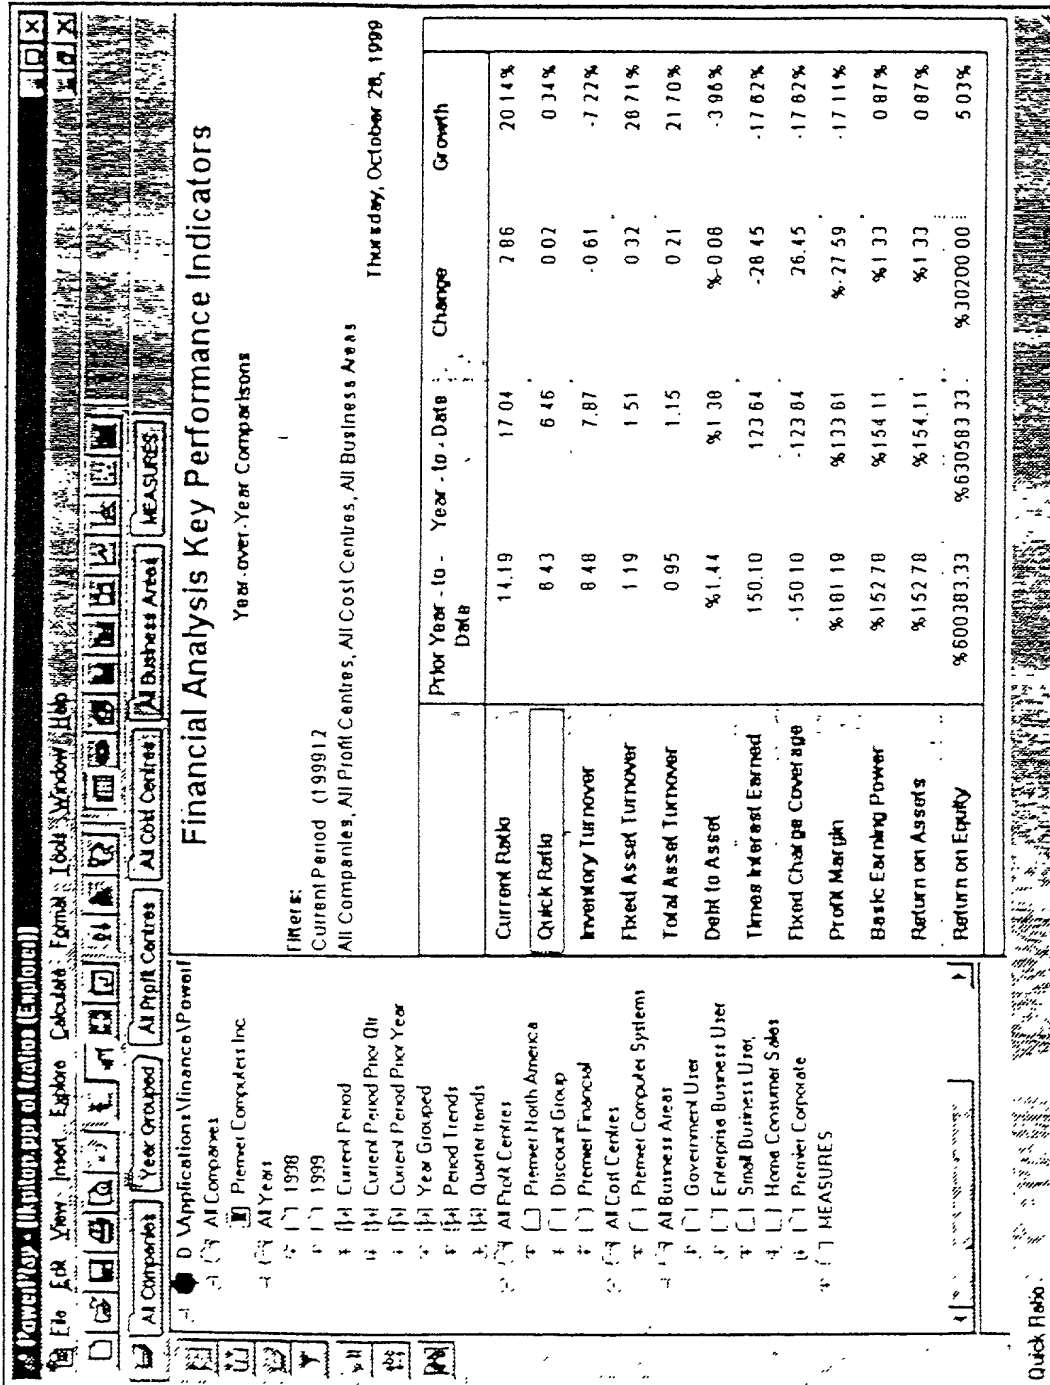 File Edit View Insert Explore Calculate Format Tools Window Help
All Companies Year Grouped All Profit Centres All Cost Centres All Business Areas MEASURES
Financial Analysis Key Performance Indicators
Year-over-Year Comparisons
Thursday, October 28, 1999
Filters:
Current Period (199912
All Companies, All Profit Centres, All Cost Centres, All Business Areas
D:\Applications\Finance\Power
All Companies
Premier Computers Inc.
All Years
1998
1999
Current Period
Current Period Prior Qtr
Current Period Prior Year
Year Grouped
Period Trends
Quarter trends
All Profit Centres
Premier North America
Discount Group
Premier Financial
All Cost Centres
Premier Computer Systems
All Business Areas
Government User
Enterprise Business User
Small Business User,
Home Consumer Sales
Premier Corporate
MEASURES
Prior Year - to - Date Year - to - Date Change Growth
Current Ratio 14.19 17 04 2 86 20 14%
Quick Ratio 6 43 6 46 0 02 0 34%
Inventory Turnover 8 48 7.87 -0 61 -7 22%
Fixed Asset Turnover 1 19 1 51 0 32 28 71%
Total Asset Turnover 0 95 1.15 0 21 21 70%
Debt to Asset %1.44 %1 38 %-0 08 -3 96%
Times Interest Earned 150.10 123 64 -28 45 -17 62%
Fixed Charge Coverage -150 10 -123 84 26.45 -17 62%
Profit Margin %161 19 %133 61 %-27 59 -17 11%
Basic Earning Power %152 78 %154 11 %1 33 0 87%
Return on Assets %152 78 %154.11 %1 33 0 87%
Return on Equity %600383.33 %630583 33 %30200 00 5 03%
Quick Ratio